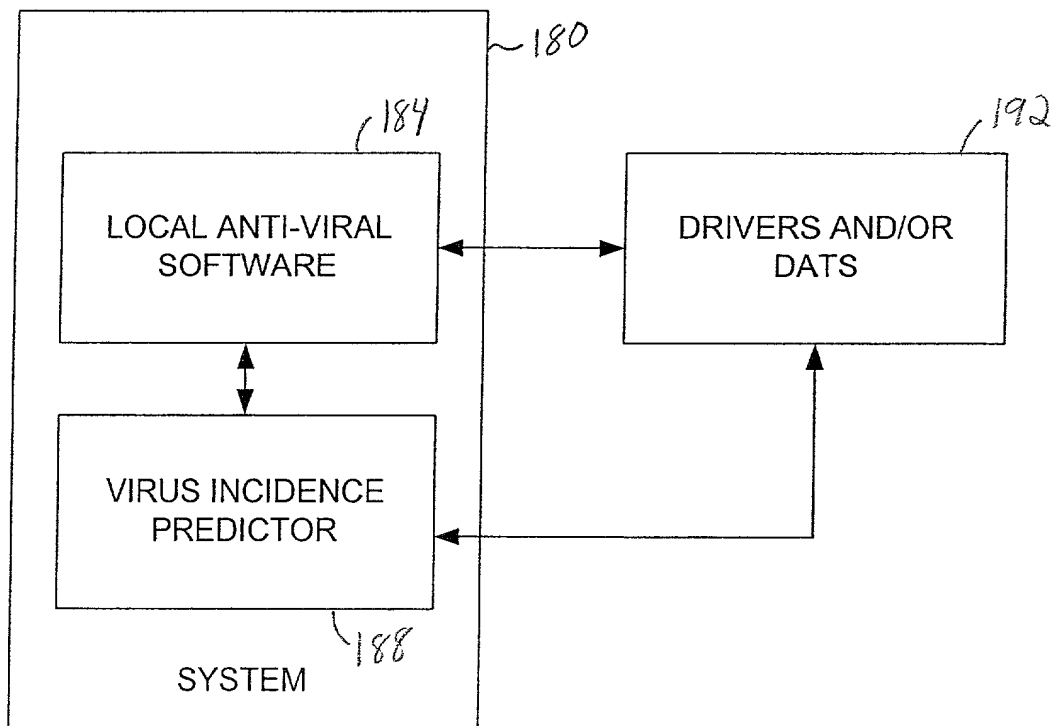 180
184
192
LOCAL ANTI-VIRAL
SOFTWARE
DRIVERS AND/OR
DATS
VIRUS INCIDENCE
PREDICTOR
188
SYSTEM